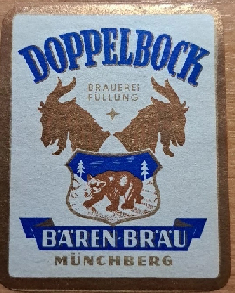 DOPPELBOCK
BRAUEREI
FÜLLUNG
BÄREN-BRÄU
MÜNCHBERG